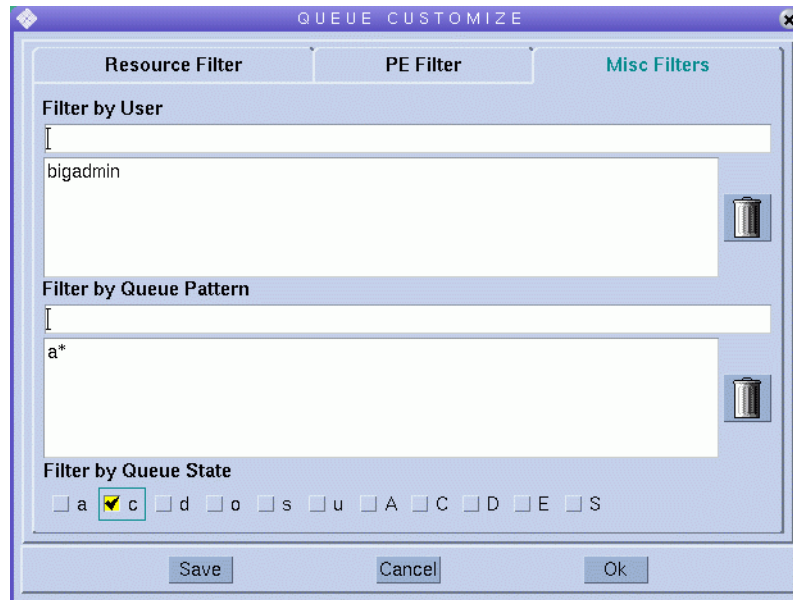 QUEUE CUSTOMIZE
Resource Filter PE Filter Misc Filters
Filter by User
bigadmin
Filter by Queue Pattern
a*
Filter by Queue State
a c d o s u A C D E S
Save Cancel Ok